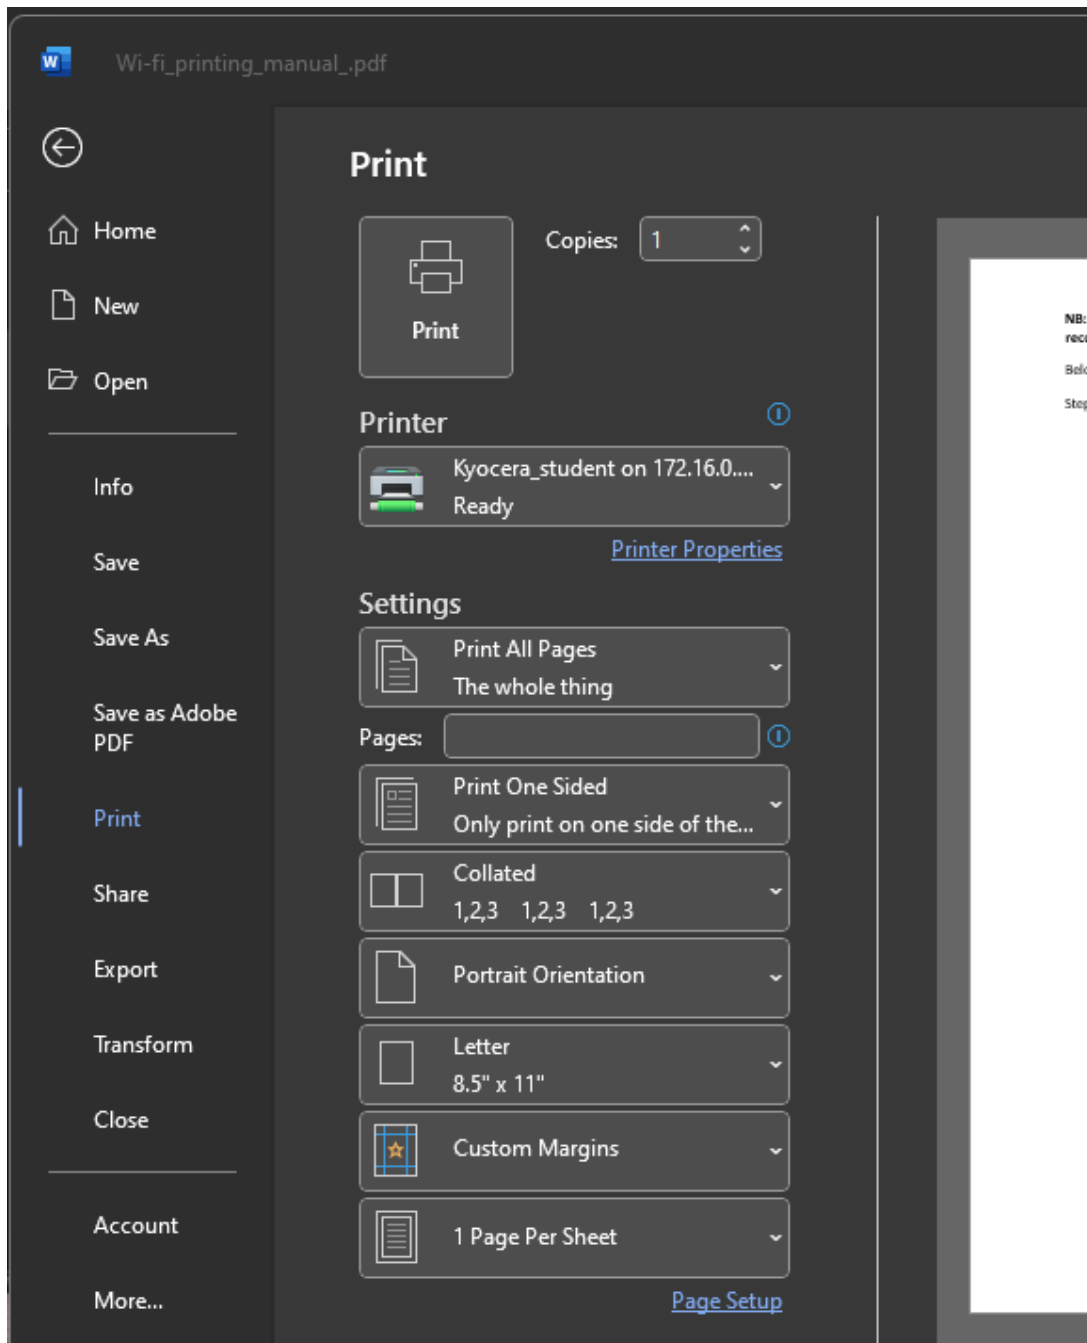 W
Wi-fi_printing_manual_.pdf
Home
New
Open
Info
Save
Save As
Save as Adobe
PDF
Print
Share
Export
Transform
Close
Account
More...
Print
Print
Copies: 1
Printer
Kyocera_student on 172.16.0....
Ready
Printer Properties
Settings
Print All Pages
The whole thing
Pages:
Print One Sided
Only print on one side of the...
Collated
1,2,3 1,2,3 1,2,3
Portrait Orientation
Letter
8.5" x 11"
Custom Margins
1 Page Per Sheet
Page Setup
NB: